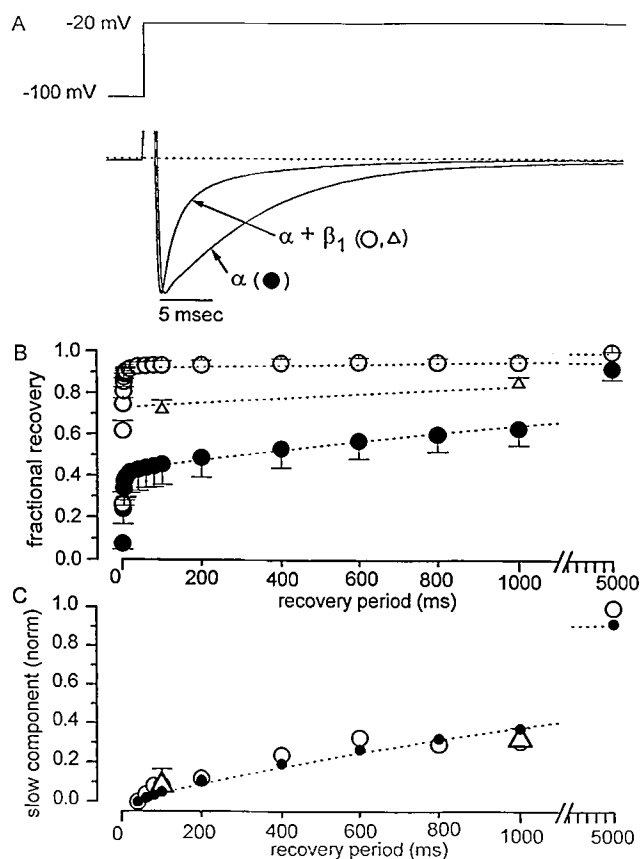 A
-20 mV
-100 mV
α + β₁ (○,△)
α (●)
5 msec
B
1.0
0.8
0.6
0.4
0.2
0.0
fractional recovery
0 200 400 600 800 1000 5000
recovery period (ms)
C
1.0
0.8
0.6
0.4
0.2
0.0
slow component (norm)
0 200 400 600 800 1000 5000
recovery period (ms)